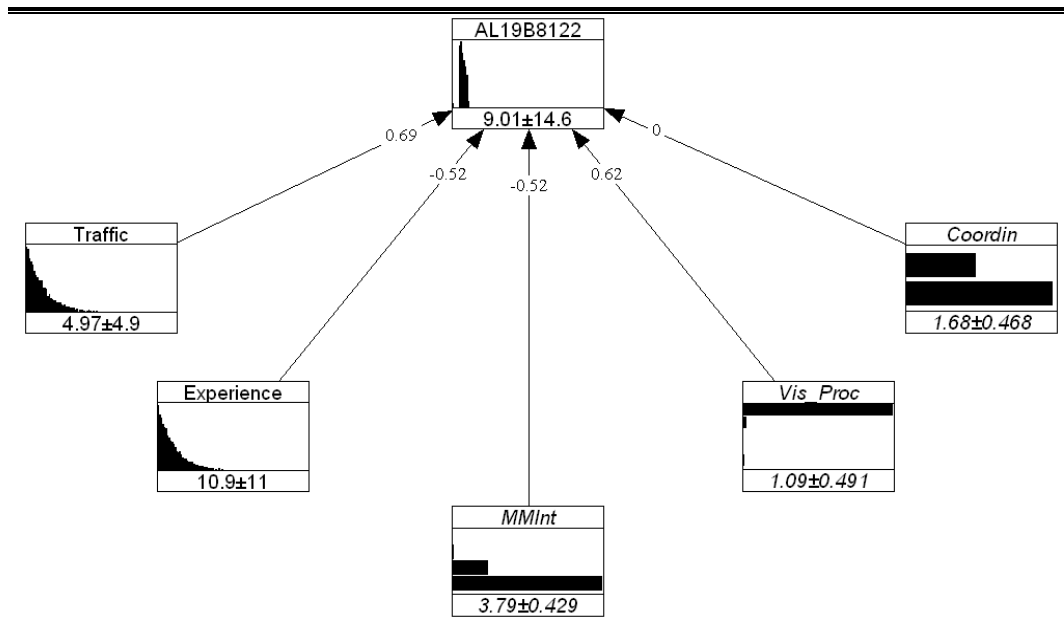 AL19B8122
9.01±14.6
0.69
-0.52
-0.52
0.62
0
Traffic
4.97±4.9
Coordin
1.68±0.468
Experience
10.9±11
Vis_Proc
1.09±0.491
MMInt
3.79±0.429